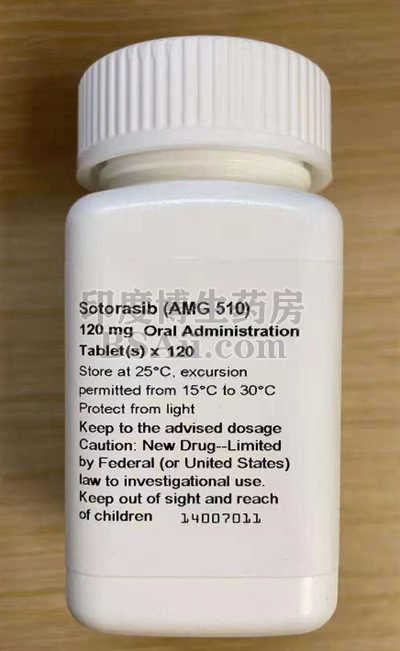 Sotorasib (AMG 510)
印度博生药房
120 mg Oral Administration
Tablet(s) x 120
BSAu.com
Store at 25°C, excursion
permitted from 15°C to 30°C
Protect from light
Keep to the advised dosage
Caution: New Drug--Limited
by Federal (or United States)
law to investigational use.
Keep out of sight and reach
of children 14007011